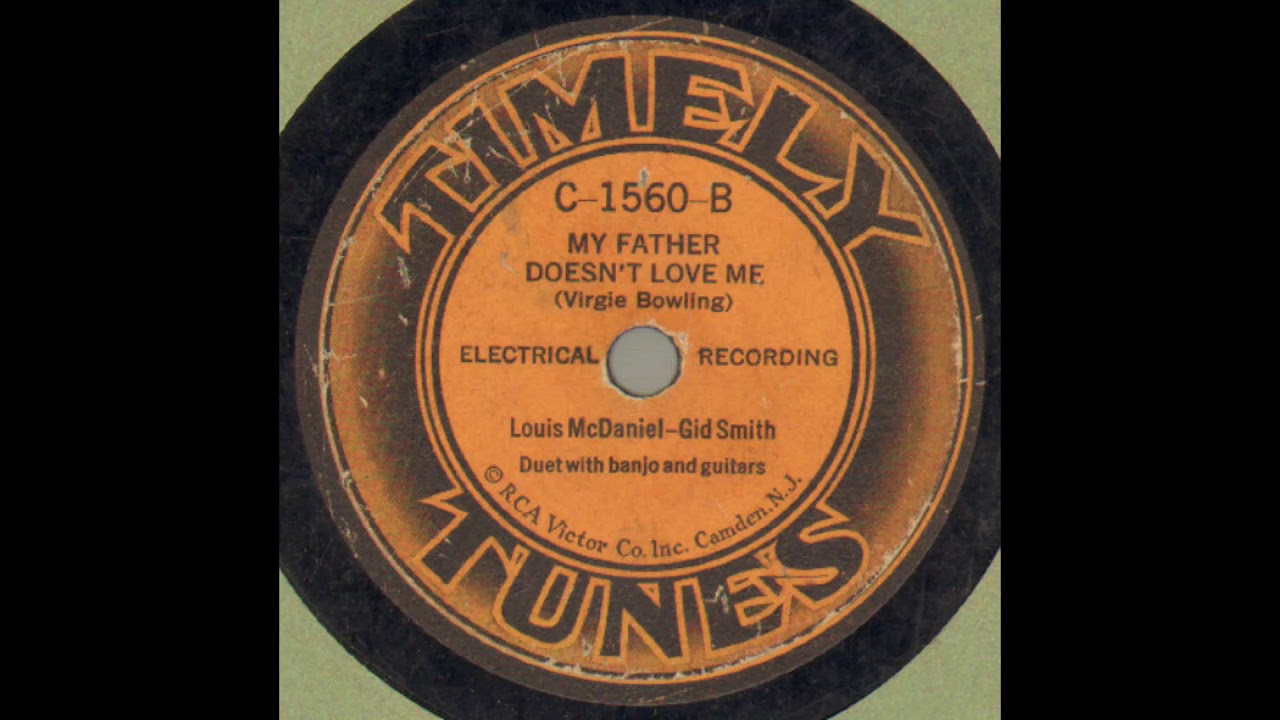 TIMELY
C-1560-B
MY FATHER
DOESN'T LOVE ME
(Virgie Bowling)
ELECTRICAL RECORDING
Louis McDaniel-Gid Smith
Duet with banjo and guitars
© RCA Victor Co. Inc. Camden, N.J.
TUNES